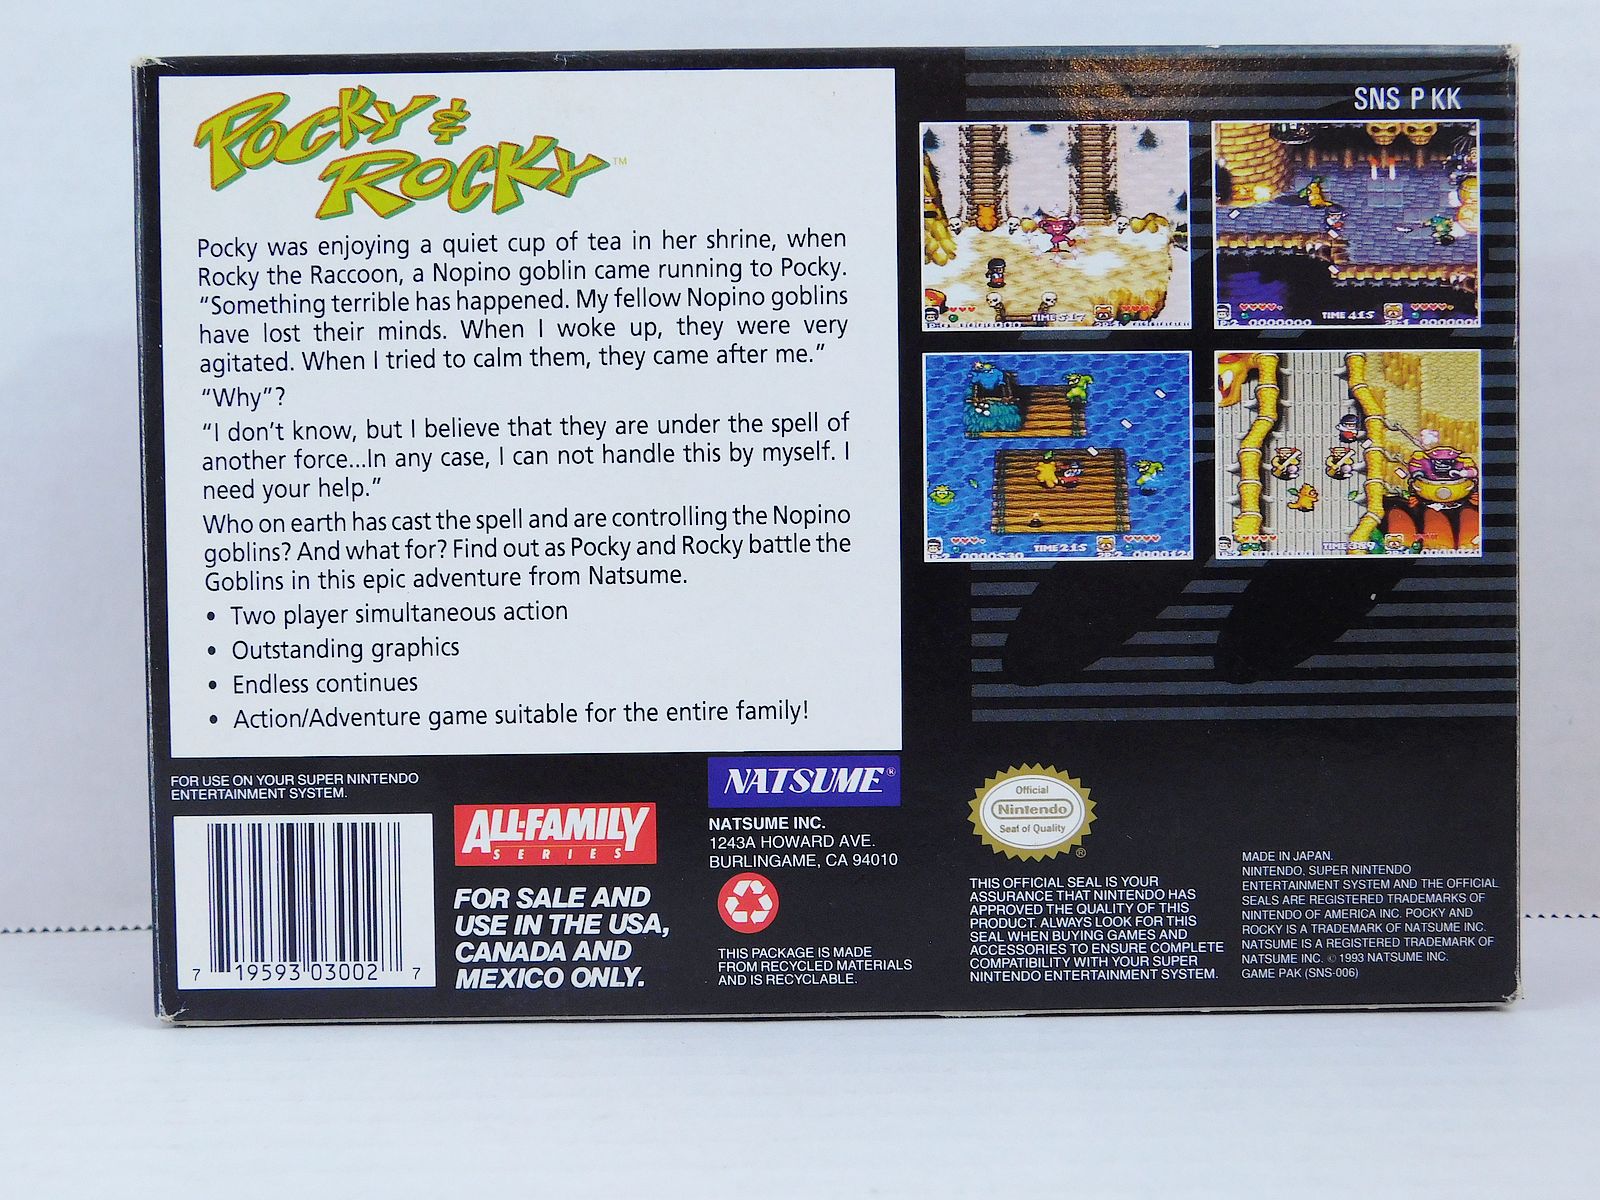 POCKY &
ROCKY™
SNS P KK
Pocky was enjoying a quiet cup of tea in her shrine, when
Rocky the Raccoon, a Nopino goblin came running to Pocky.
“Something terrible has happened. My fellow Nopino goblins
have lost their minds. When I woke up, they were very
agitated. When I tried to calm them, they came after me.”
“Why”?
“I don’t know, but I believe that they are under the spell of
another force...In any case, I can not handle this by myself. I
need your help.”
Who on earth has cast the spell and are controlling the Nopino
goblins? And what for? Find out as Pocky and Rocky battle the
Goblins in this epic adventure from Natsume.
• Two player simultaneous action
• Outstanding graphics
• Endless continues
• Action/Adventure game suitable for the entire family!
TIME 517
TIME 415
0000000
0000530
TIME 215
TIME 389
FOR USE ON YOUR SUPER NINTENDO
ENTERTAINMENT SYSTEM.
7 19593 03002 7
ALL-FAMILY
SERIES
FOR SALE AND
USE IN THE USA,
CANADA AND
MEXICO ONLY.
NATSUME®
NATSUME INC.
1243A HOWARD AVE.
BURLINGAME, CA 94010
THIS PACKAGE IS MADE
FROM RECYCLED MATERIALS
AND IS RECYCLABLE.
Official
Nintendo
Seal of Quality
®
THIS OFFICIAL SEAL IS YOUR
ASSURANCE THAT NINTENDO HAS
APPROVED THE QUALITY OF THIS
PRODUCT. ALWAYS LOOK FOR THIS
SEAL WHEN BUYING GAMES AND
ACCESSORIES TO ENSURE COMPLETE
COMPATIBILITY WITH YOUR SUPER
NINTENDO ENTERTAINMENT SYSTEM.
MADE IN JAPAN.
NINTENDO, SUPER NINTENDO
ENTERTAINMENT SYSTEM AND THE OFFICIAL
SEALS ARE REGISTERED TRADEMARKS OF
NINTENDO OF AMERICA INC. POCKY AND
ROCKY IS A TRADEMARK OF NATSUME INC.
NATSUME IS A REGISTERED TRADEMARK OF
NATSUME INC. © 1993 NATSUME INC.
GAME PAK (SNS-006)